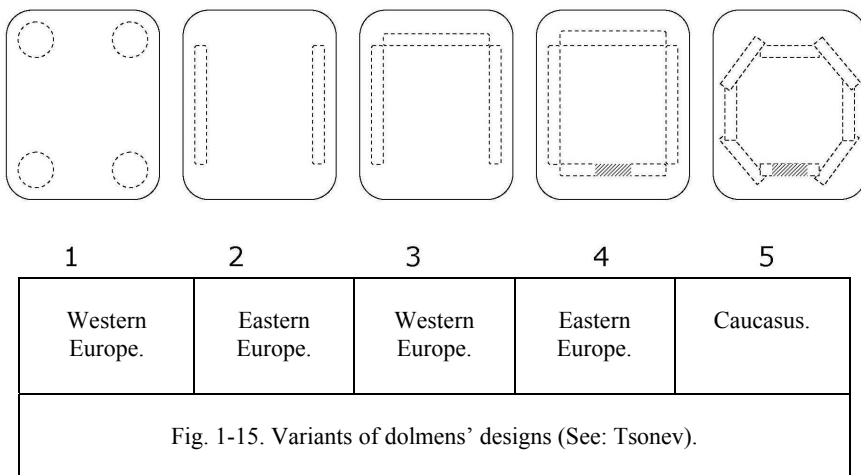 1 2 3 4 5
Western Eastern Western Eastern Caucasus.
Europe. Europe. Europe. Europe.
Fig. 1-15. Variants of dolmens’ designs (See: Tsonev).